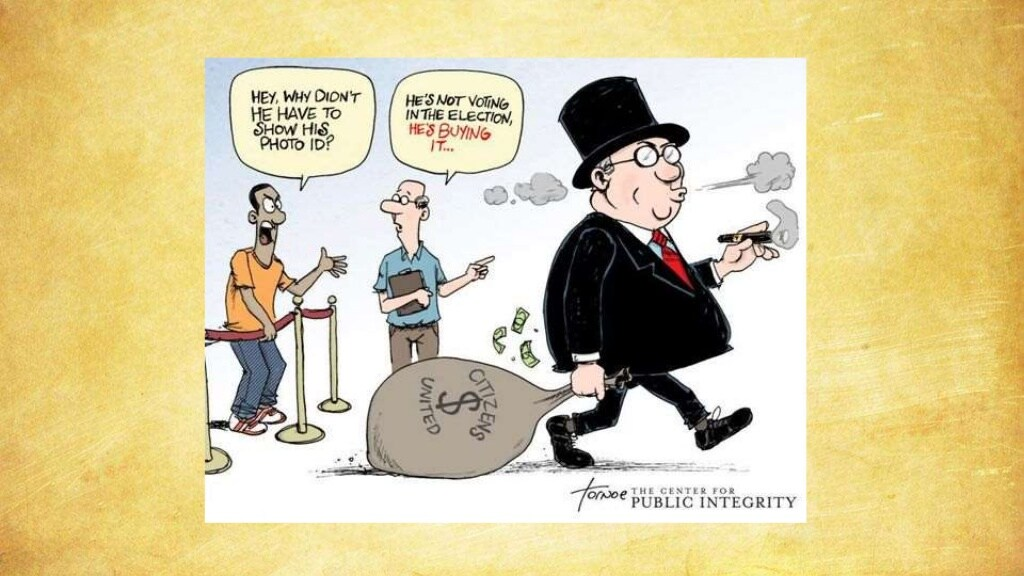 HEY, WHY DIDN'T
HE HAVE TO
SHOW HIS
PHOTO ID?
HE'S NOT VOTING
IN THE ELECTION,
HE'S BUYING
IT...
CITIZENS
$
UNITED
tornoe
THE CENTER FOR
PUBLIC INTEGRITY